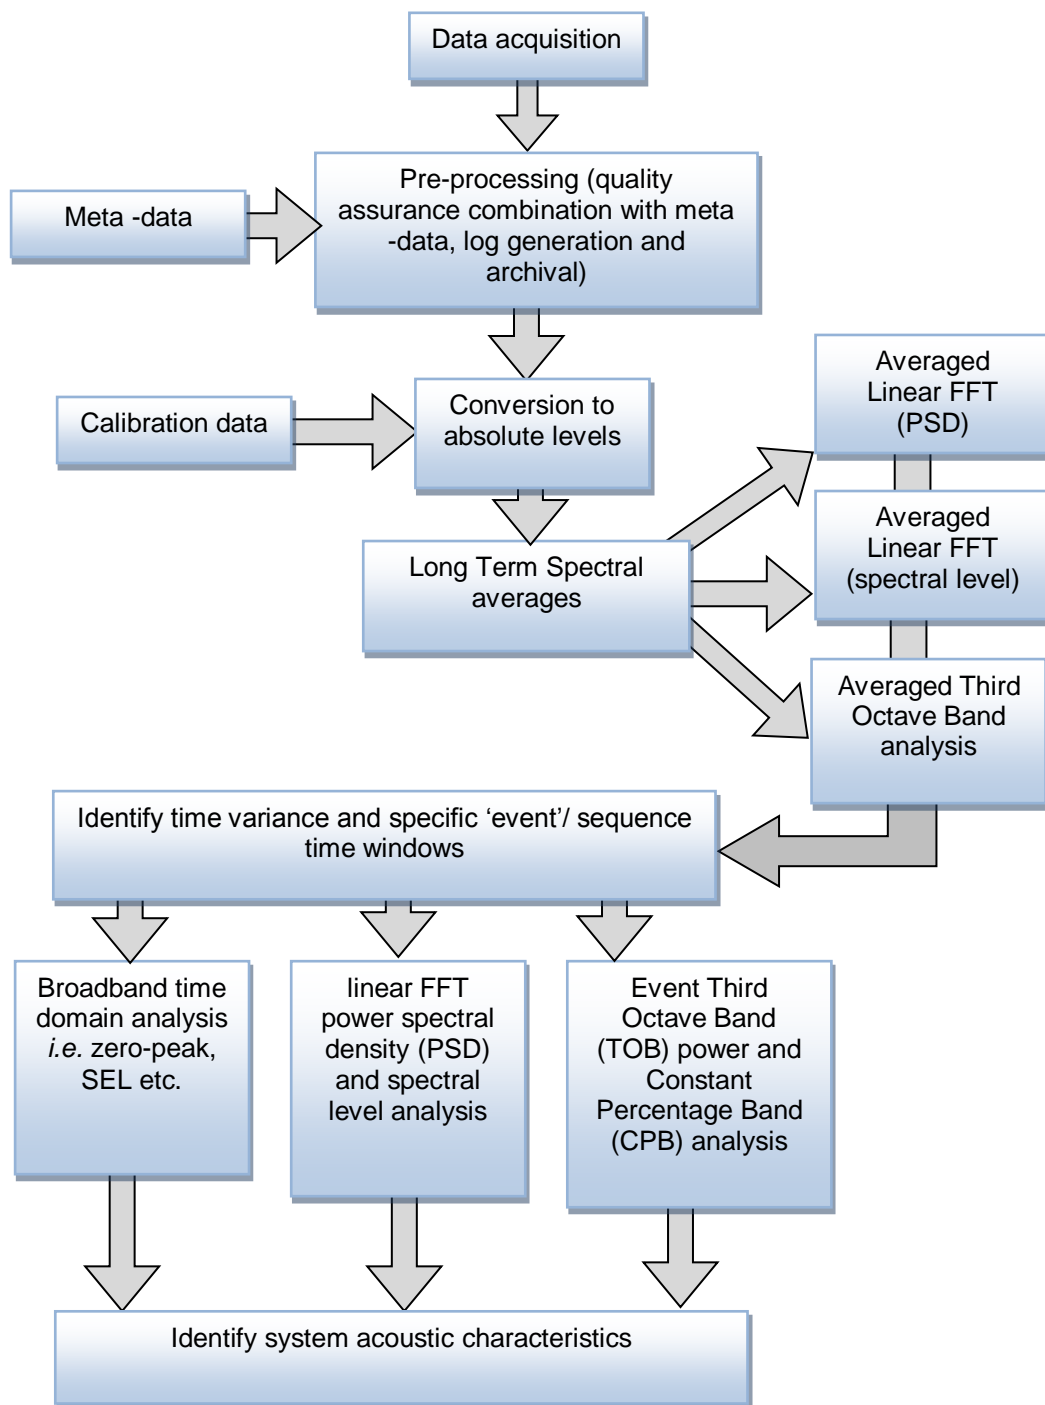 Data acquisition
Pre-processing (quality
assurance combination with meta
-data, log generation and
archival)
Meta -data
Conversion to
absolute levels
Calibration data
Long Term Spectral
averages
Averaged
Linear FFT
(PSD)
Averaged
Linear FFT
(spectral level)
Averaged Third
Octave Band
analysis
Identify time variance and specific ‘event’/ sequence
time windows
Broadband time
domain analysis
i.e. zero-peak,
SEL etc.
linear FFT
power spectral
density (PSD)
and spectral
level analysis
Event Third
Octave Band
(TOB) power and
Constant
Percentage Band
(CPB) analysis
Identify system acoustic characteristics